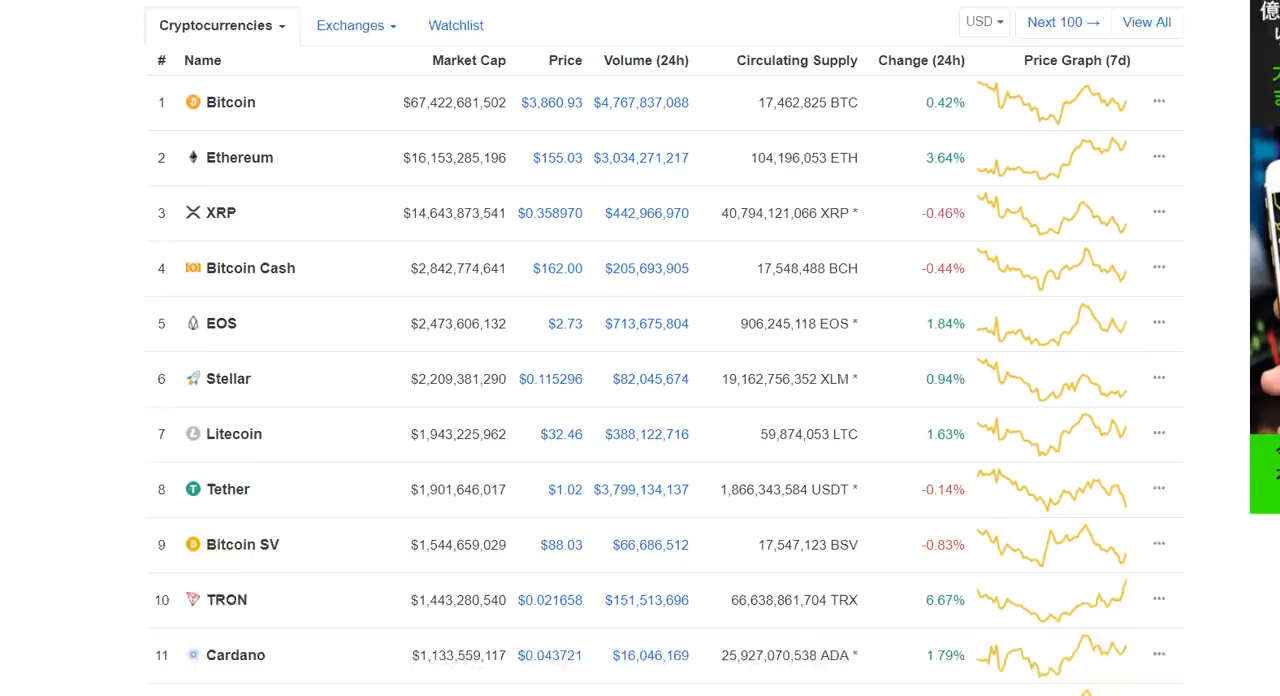 Cryptocurrencies Exchanges Watchlist USD Next 100 → View All
# Name Market Cap Price Volume (24h) Circulating Supply Change (24h) Price Graph (7d)
1 Bitcoin $67,422,681,502 $3,860.93 $4,767,837,088 17,462,825 BTC 0.42%
2 Ethereum $16,153,285,196 $155.03 $3,034,271,217 104,196,053 ETH 3.64%
3 XRP $14,643,873,541 $0.358970 $442,966,970 40,794,121,066 XRP * -0.46%
4 Bitcoin Cash $2,842,774,641 $162.00 $205,693,905 17,548,488 BCH -0.44%
5 EOS $2,473,606,132 $2.73 $713,675,804 906,245,118 EOS * 1.84%
6 Stellar $2,209,381,290 $0.115296 $82,045,674 19,162,756,352 XLM * 0.94%
7 Litecoin $1,943,225,962 $32.46 $388,122,716 59,874,053 LTC 1.63%
8 Tether $1,901,646,017 $1.02 $3,799,134,137 1,866,343,584 USDT * -0.14%
9 Bitcoin SV $1,544,659,029 $88.03 $66,686,512 17,547,123 BSV -0.83%
10 TRON $1,443,280,540 $0.021658 $151,513,696 66,638,861,704 TRX 6.67%
11 Cardano $1,133,559,117 $0.043721 $16,046,169 25,927,070,538 ADA * 1.79%
億